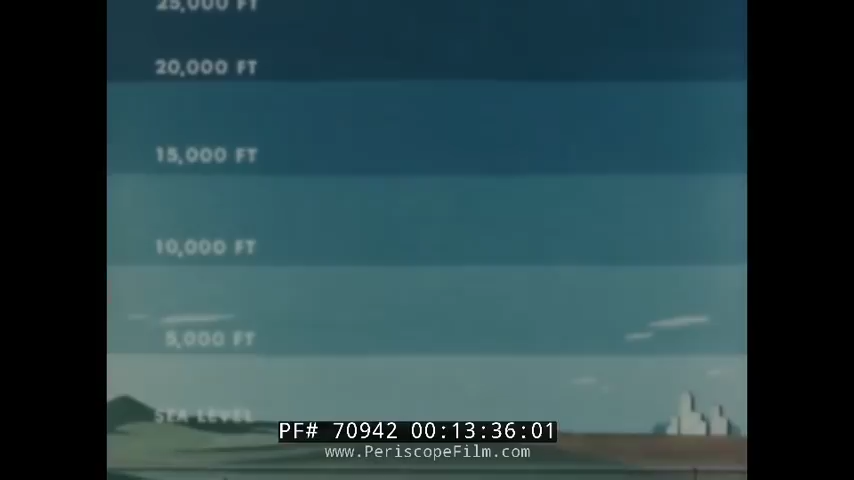 25,000 FT
20,000 FT
15,000 FT
10,000 FT
5,000 FT
SEA LEVEL
PF# 70942 00:13:36:01
www.PeriscopeFilm.com